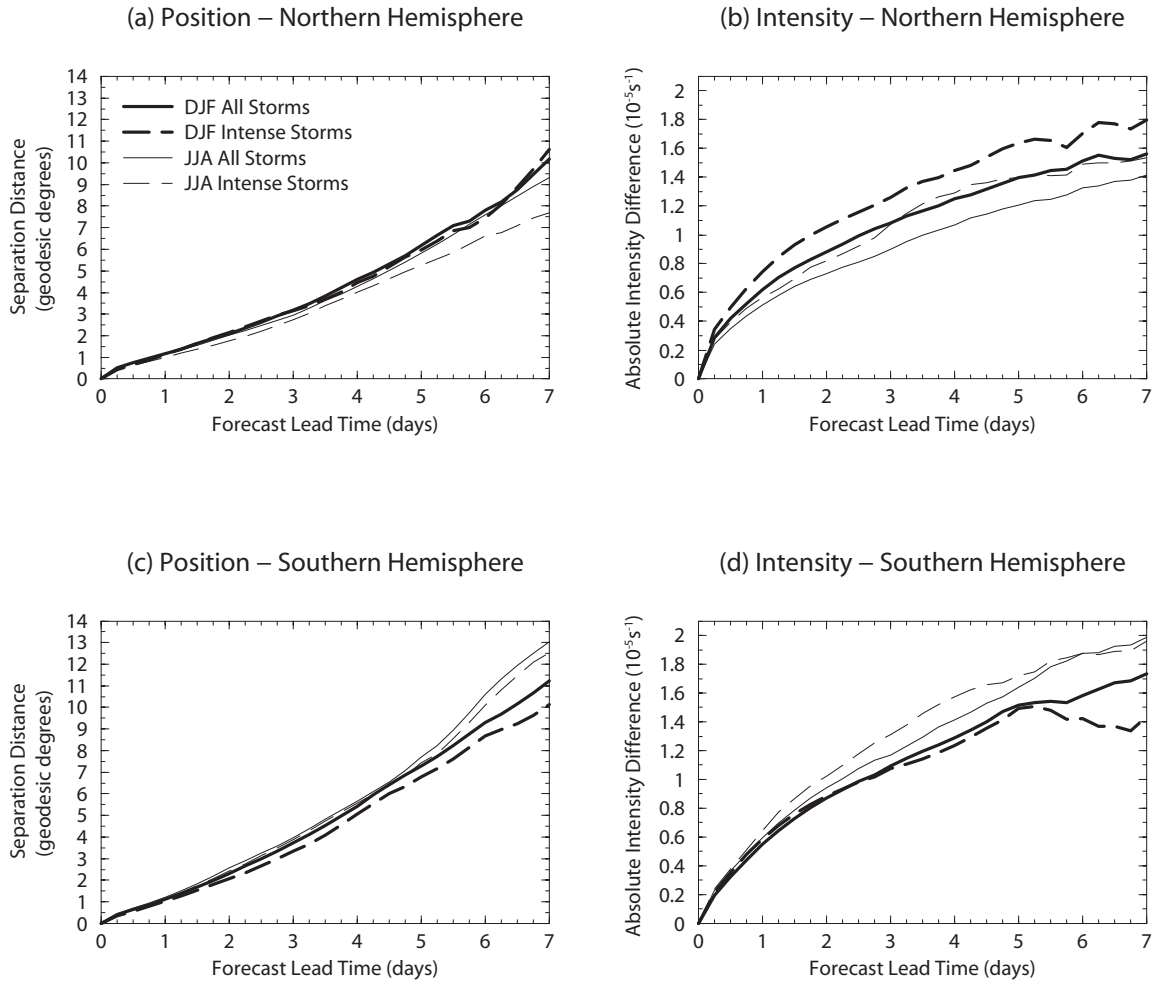 (a) Position – Northern Hemisphere
Separation Distance
(geodesic degrees)
14
13
12
11
10
9
8
7
6
5
4
3
2
1
0
DJF All Storms
DJF Intense Storms
JJA All Storms
JJA Intense Storms
0 1 2 3 4 5 6 7
Forecast Lead Time (days)
(b) Intensity – Northern Hemisphere
Absolute Intensity Difference (10⁻⁵s⁻¹)
2
1.8
1.6
1.4
1.2
1
0.8
0.6
0.4
0.2
0
0 1 2 3 4 5 6 7
Forecast Lead Time (days)
(c) Position – Southern Hemisphere
Separation Distance
(geodesic degrees)
14
13
12
11
10
9
8
7
6
5
4
3
2
1
0
0 1 2 3 4 5 6 7
Forecast Lead Time (days)
(d) Intensity – Southern Hemisphere
Absolute Intensity Difference (10⁻⁵s⁻¹)
2
1.8
1.6
1.4
1.2
1
0.8
0.6
0.4
0.2
0
0 1 2 3 4 5 6 7
Forecast Lead Time (days)